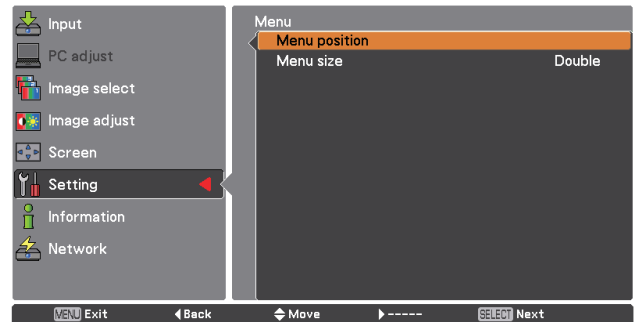 Input
PC adjust
Image select
Image adjust
Screen
Setting
Information
Network
Menu
Menu position
Menu size Double
MENU Exit Back Move ----- SELECT Next